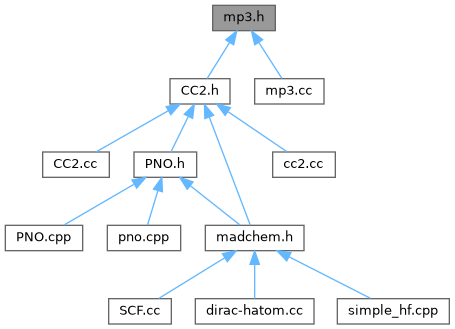 mp3.h
CC2.h
mp3.cc
CC2.cc
PNO.h
cc2.cc
PNO.cpp
pno.cpp
madchem.h
SCF.cc
dirac-hatom.cc
simple_hf.cpp